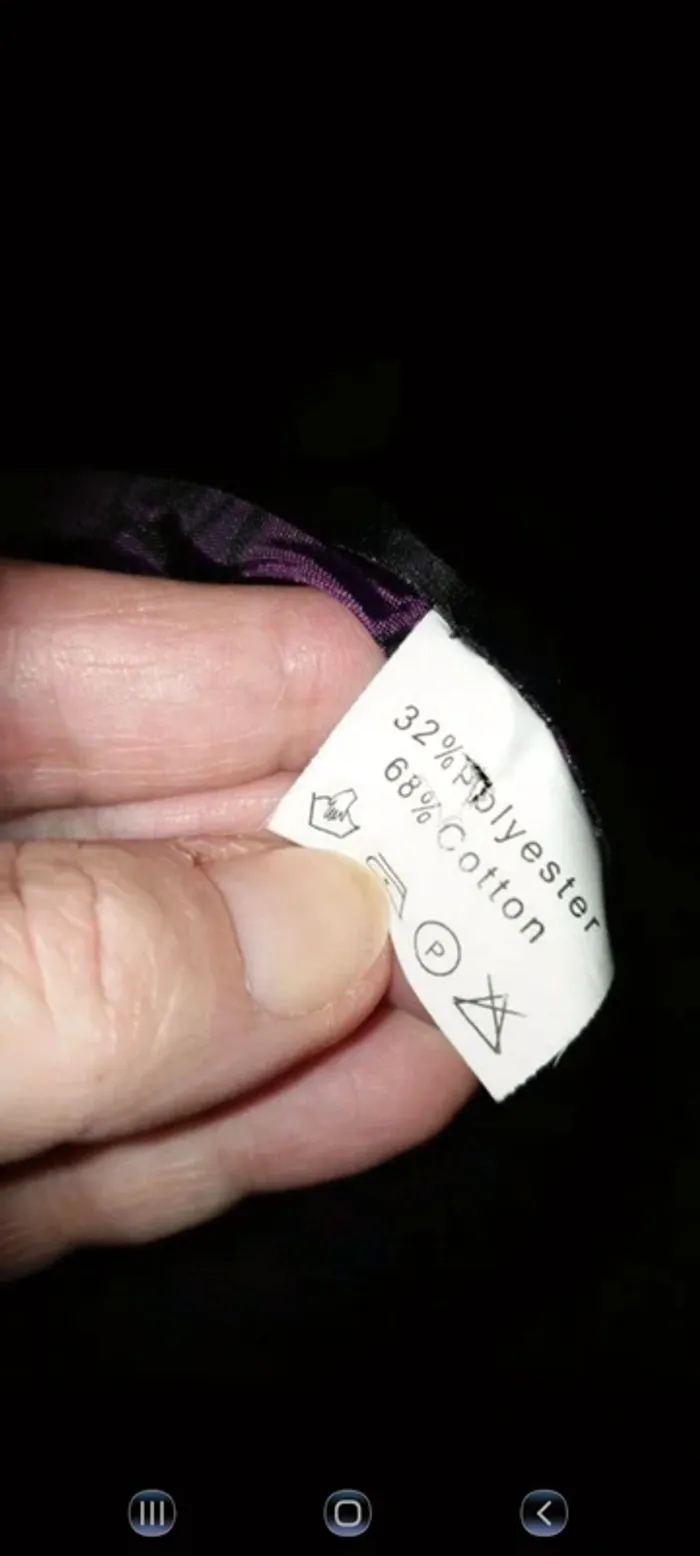 32% Polyester
68% Cotton
P